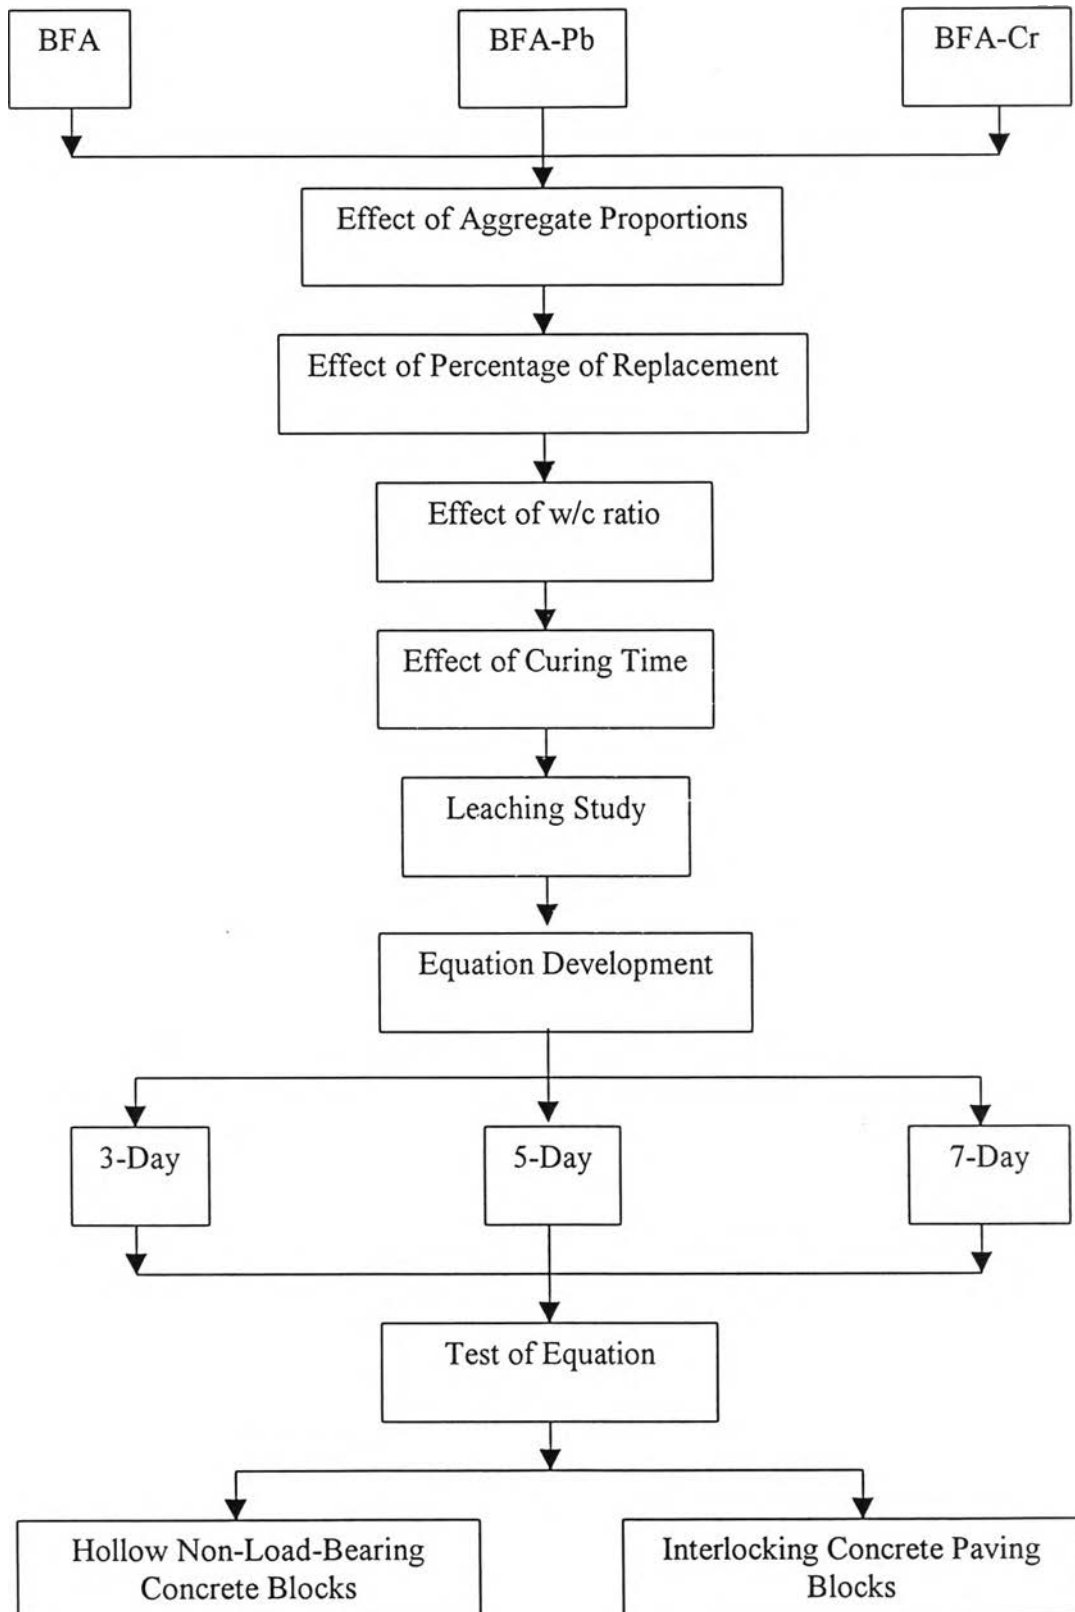 BFA
BFA-Pb
BFA-Cr
Effect of Aggregate Proportions
Effect of Percentage of Replacement
Effect of w/c ratio
Effect of Curing Time
Leaching Study
Equation Development
3-Day
5-Day
7-Day
Test of Equation
Hollow Non-Load-Bearing
Concrete Blocks
Interlocking Concrete Paving
Blocks